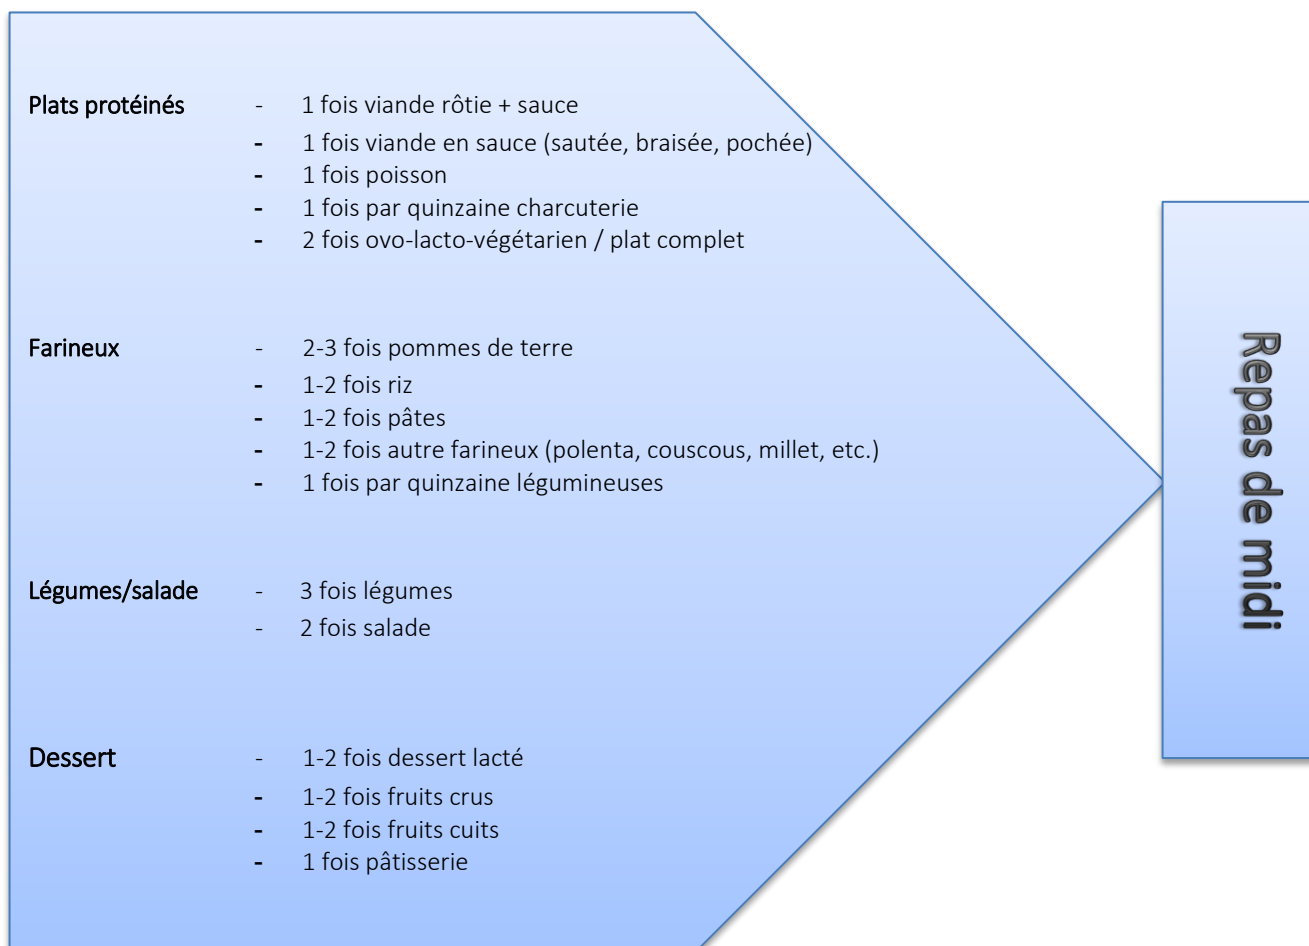 Plats protéinés - 1 fois viande rôtie + sauce
- 1 fois viande en sauce (sautée, braisée, pochée)
- 1 fois poisson
- 1 fois par quinzaine charcuterie
- 2 fois ovo-lacto-végétarien / plat complet
Farineux - 2-3 fois pommes de terre
- 1-2 fois riz
- 1-2 fois pâtes
- 1-2 fois autre farineux (polenta, couscous, millet, etc.)
- 1 fois par quinzaine légumineuses
Légumes/salade - 3 fois légumes
- 2 fois salade
Dessert - 1-2 fois dessert lacté
- 1-2 fois fruits crus
- 1-2 fois fruits cuits
- 1 fois pâtisserie
Repas de midi